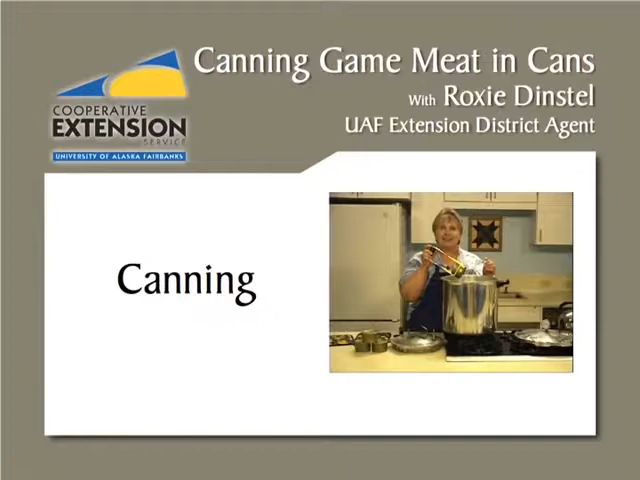 Canning Game Meat in Cans
With Roxie Dinstel
UAF Extension District Agent
COOPERATIVE
EXTENSION
SERVICE
UNIVERSITY OF ALASKA FAIRBANKS
Canning